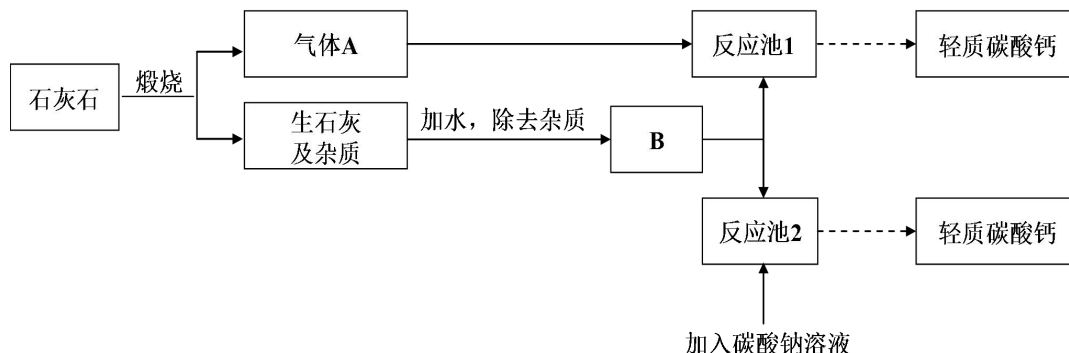 气体A
反应池1
轻质碳酸钙
石灰石
煅烧
生石灰
及杂质
加水，除去杂质
B
反应池2
轻质碳酸钙
加入碳酸钠溶液